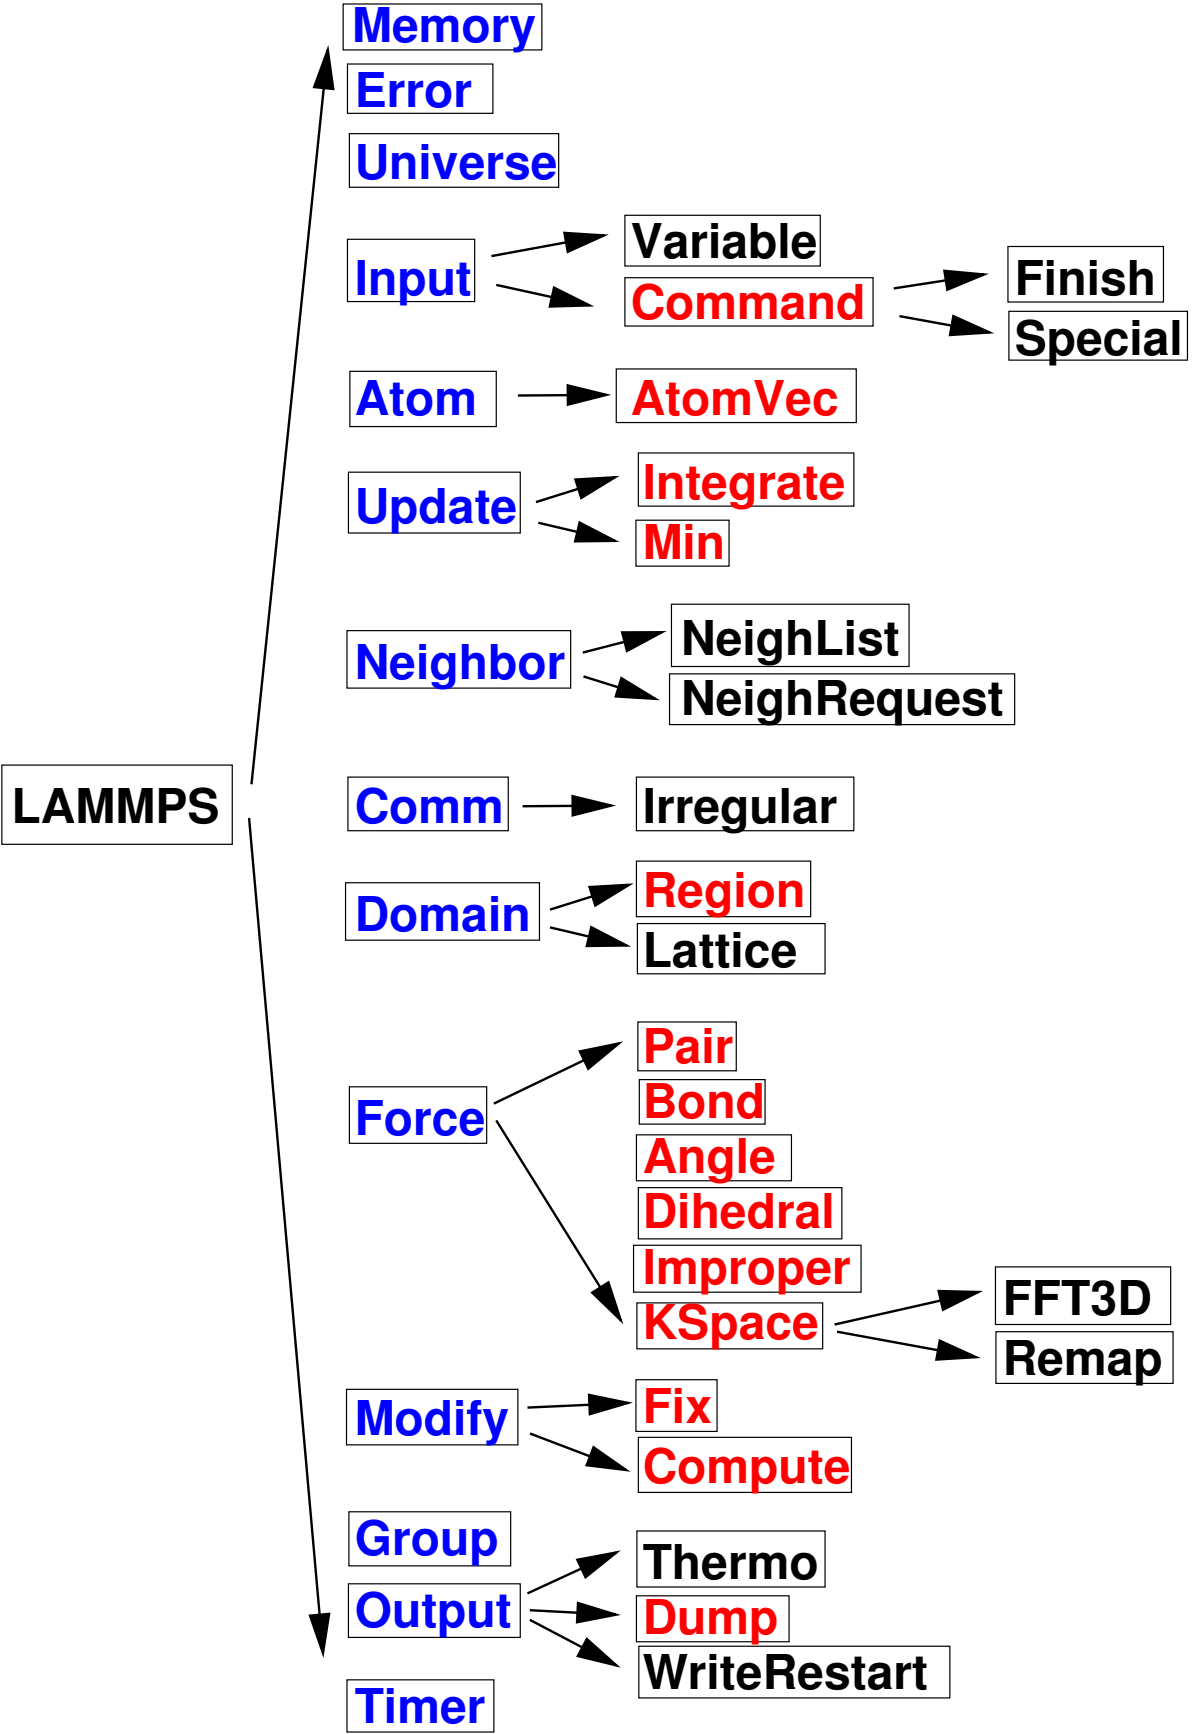 Memory
Error
Universe
Input
Variable
Command
Finish
Special
Atom
AtomVec
Update
Integrate
Min
Neighbor
NeighList
NeighRequest
LAMMPS
Comm
Irregular
Domain
Region
Lattice
Force
Pair
Bond
Angle
Dihedral
Improper
KSpace
FFT3D
Remap
Modify
Fix
Compute
Group
Output
Thermo
Dump
WriteRestart
Timer